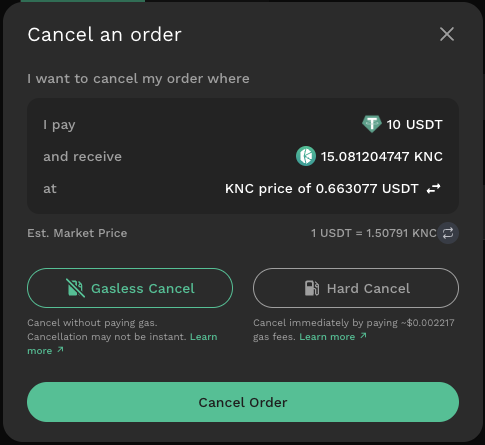 Cancel an order
I want to cancel my order where
I pay 10 USDT
and receive 15.081204747 KNC
at KNC price of 0.663077 USDT
Est. Market Price 1 USDT = 1.50791 KNC
Gasless Cancel
Cancel without paying gas.
Cancellation may not be instant. Learn
more ↗
Hard Cancel
Cancel immediately by paying ~$0.002217
gas fees. Learn more ↗
Cancel Order